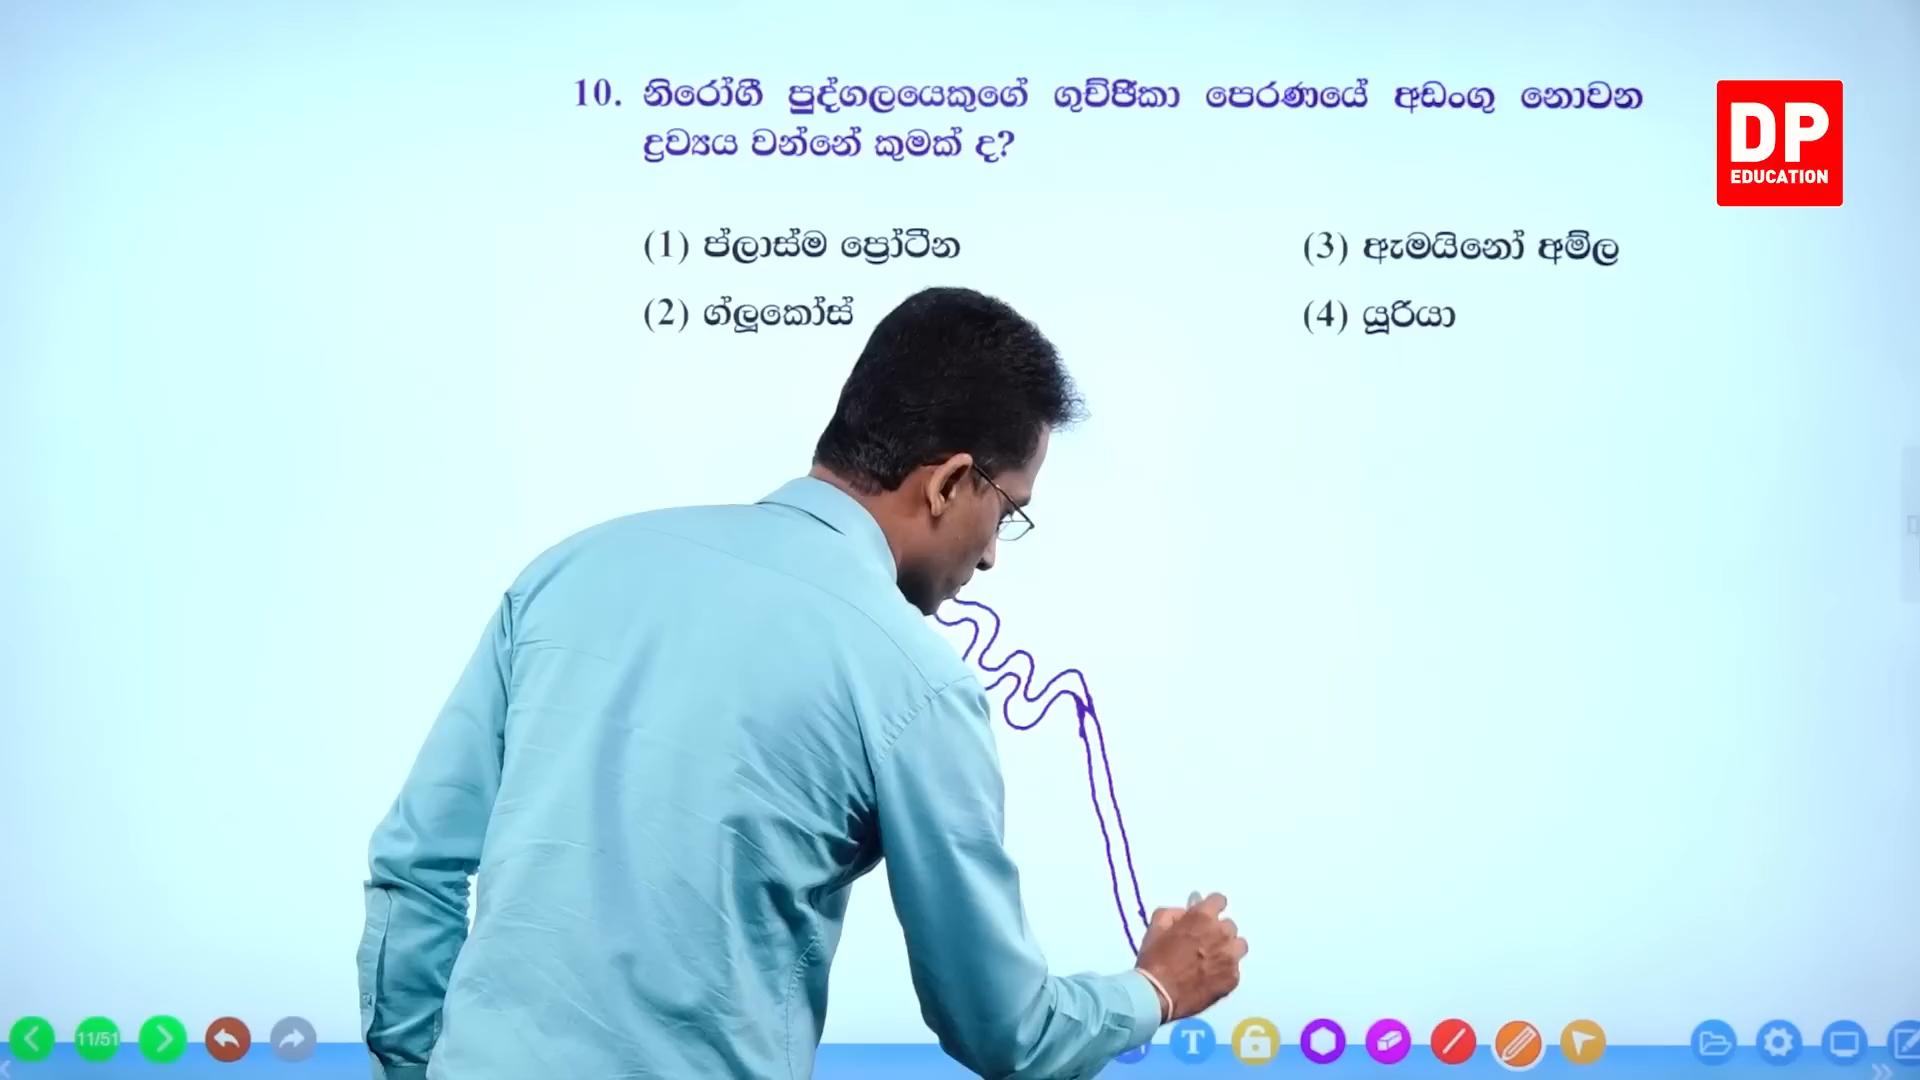 10. නිරෝගී පුද්ගලයෙකුගේ ගුච්ඡිකා පෙරණයේ අඩංගු නොවන
ද්‍රව්‍යය වන්නේ කුමක් ද?
(1) ප්ලාස්ම ප්‍රෝටීන
(3) ඇමයිනෝ අම්ල
(2) ග්ලූකෝස්
(4) යූරියා
DP
EDUCATION
11/51
T